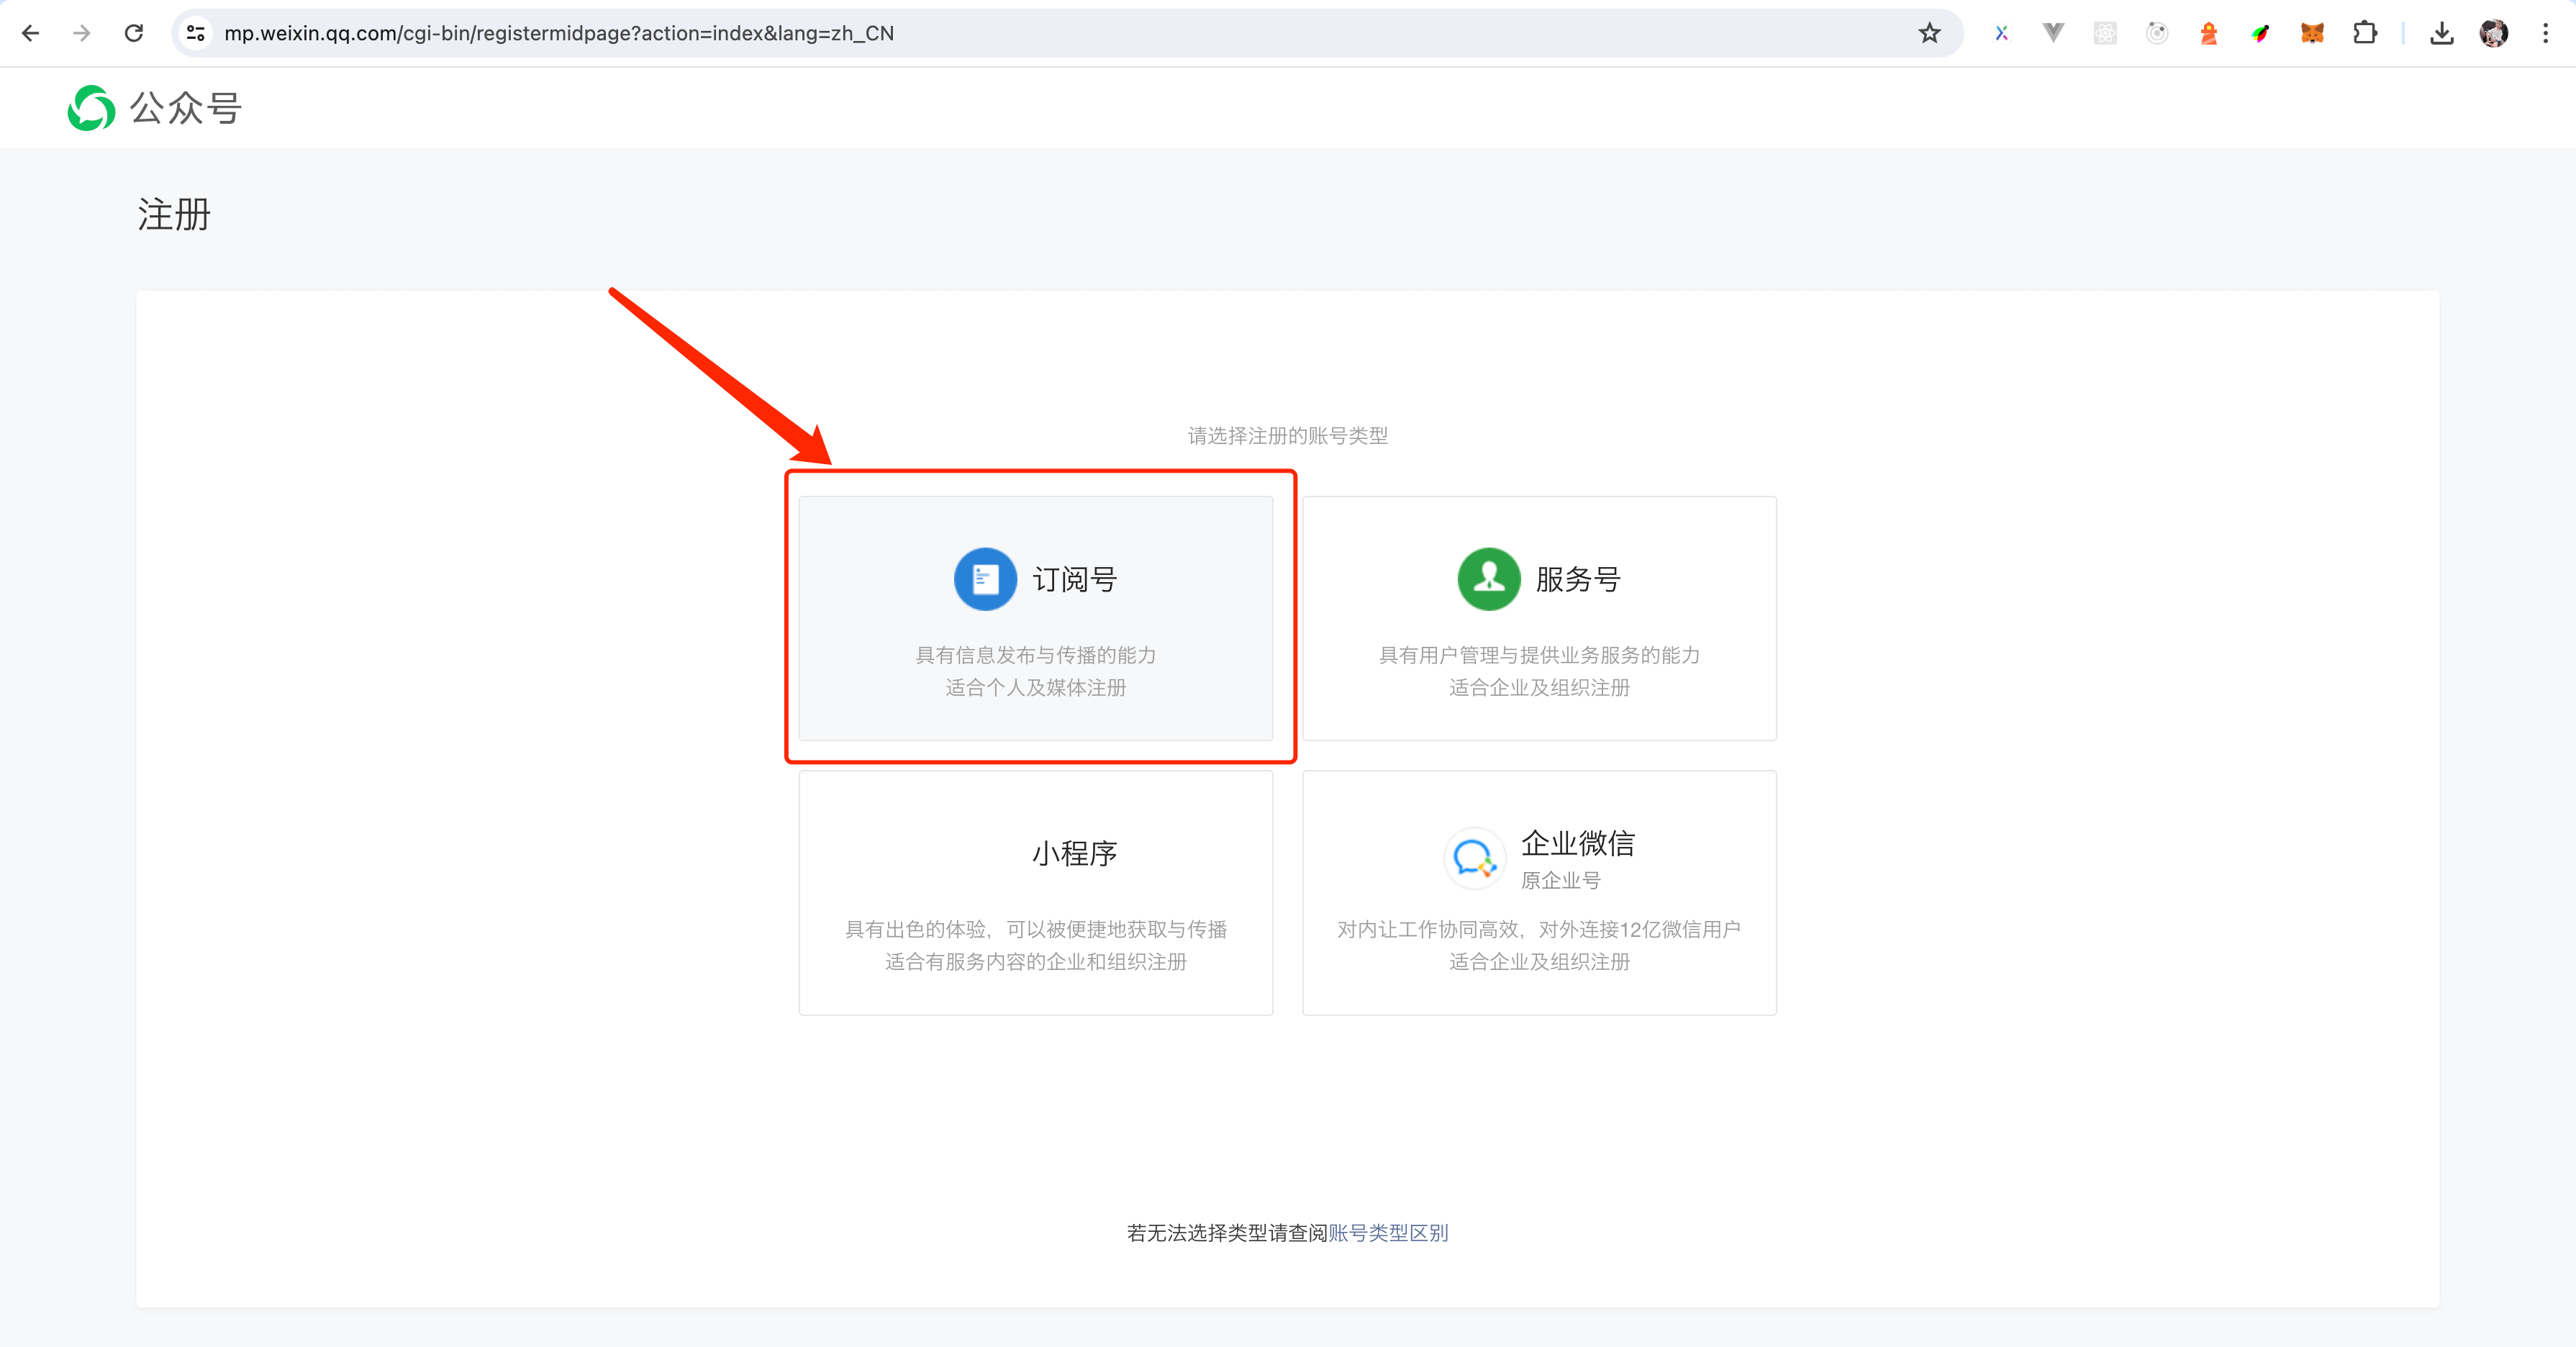 mp.weixin.qq.com/cgi-bin/registermidpage?action=index&lang=zh_CN
公众号
注册
请选择注册的账号类型
订阅号
具有信息发布与传播的能力
适合个人及媒体注册
服务号
具有用户管理与提供业务服务的能力
适合企业及组织注册
小程序
具有出色的体验，可以被便捷地获取与传播
适合有服务内容的企业和组织注册
企业微信
原企业号
对内让工作协同高效，对外连接12亿微信用户
适合企业及组织注册
若无法选择类型请查阅账号类型区别